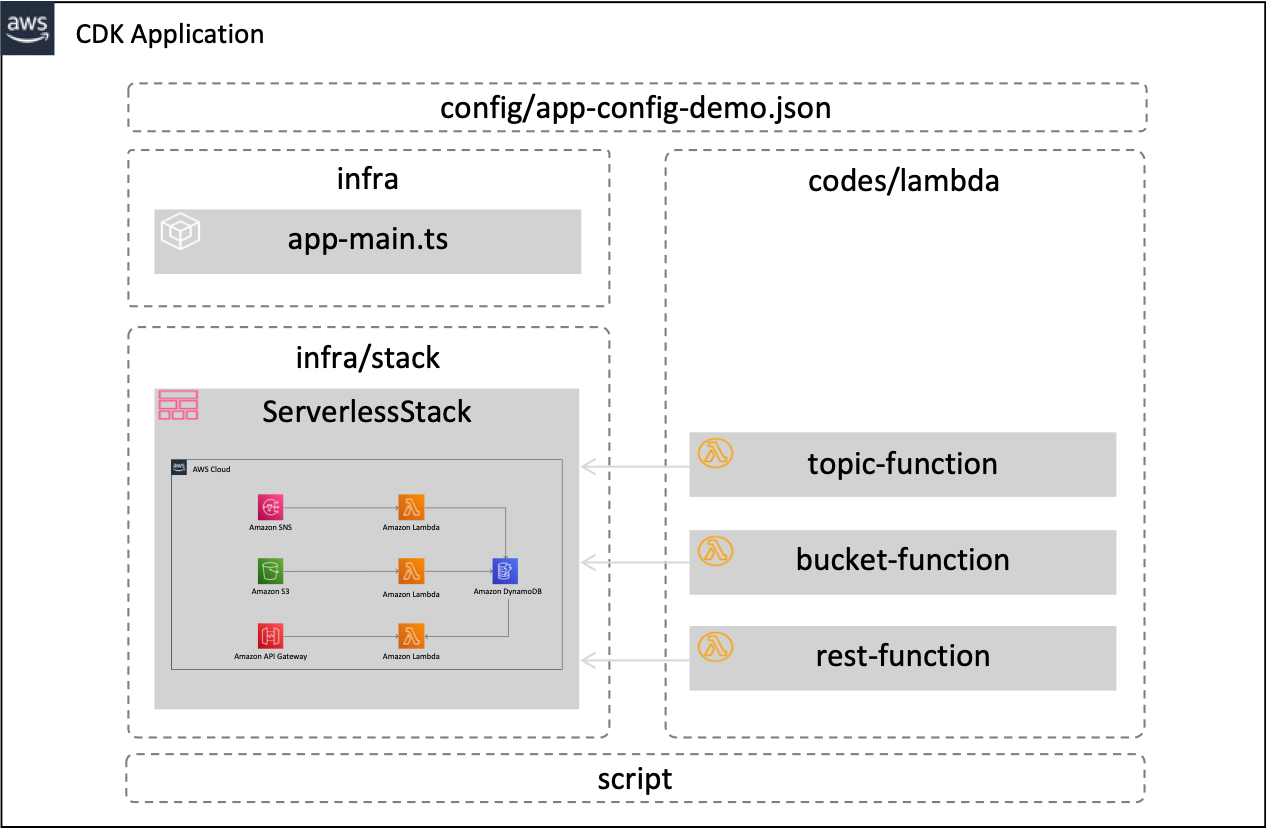 aws
CDK Application
config/app-config-demo.json
infra
app-main.ts
infra/stack
ServerlessStack
aws
AWS Cloud
Amazon SNS
Amazon Lambda
Amazon S3
Amazon Lambda
Amazon DynamoDB
Amazon API Gateway
Amazon Lambda
codes/lambda
topic-function
bucket-function
rest-function
script